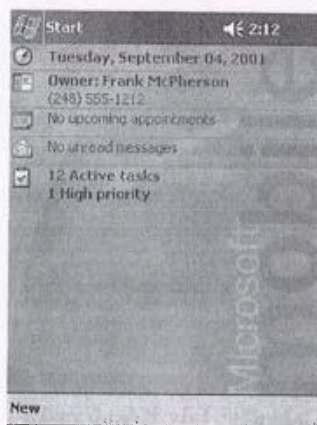 Start 2:12
Tuesday, September 04, 2001
Owner: Frank McPherson
(248) 555-1212
No upcoming appointments
No unread messages
12 Active tasks
1 High priority
Microsoft
New